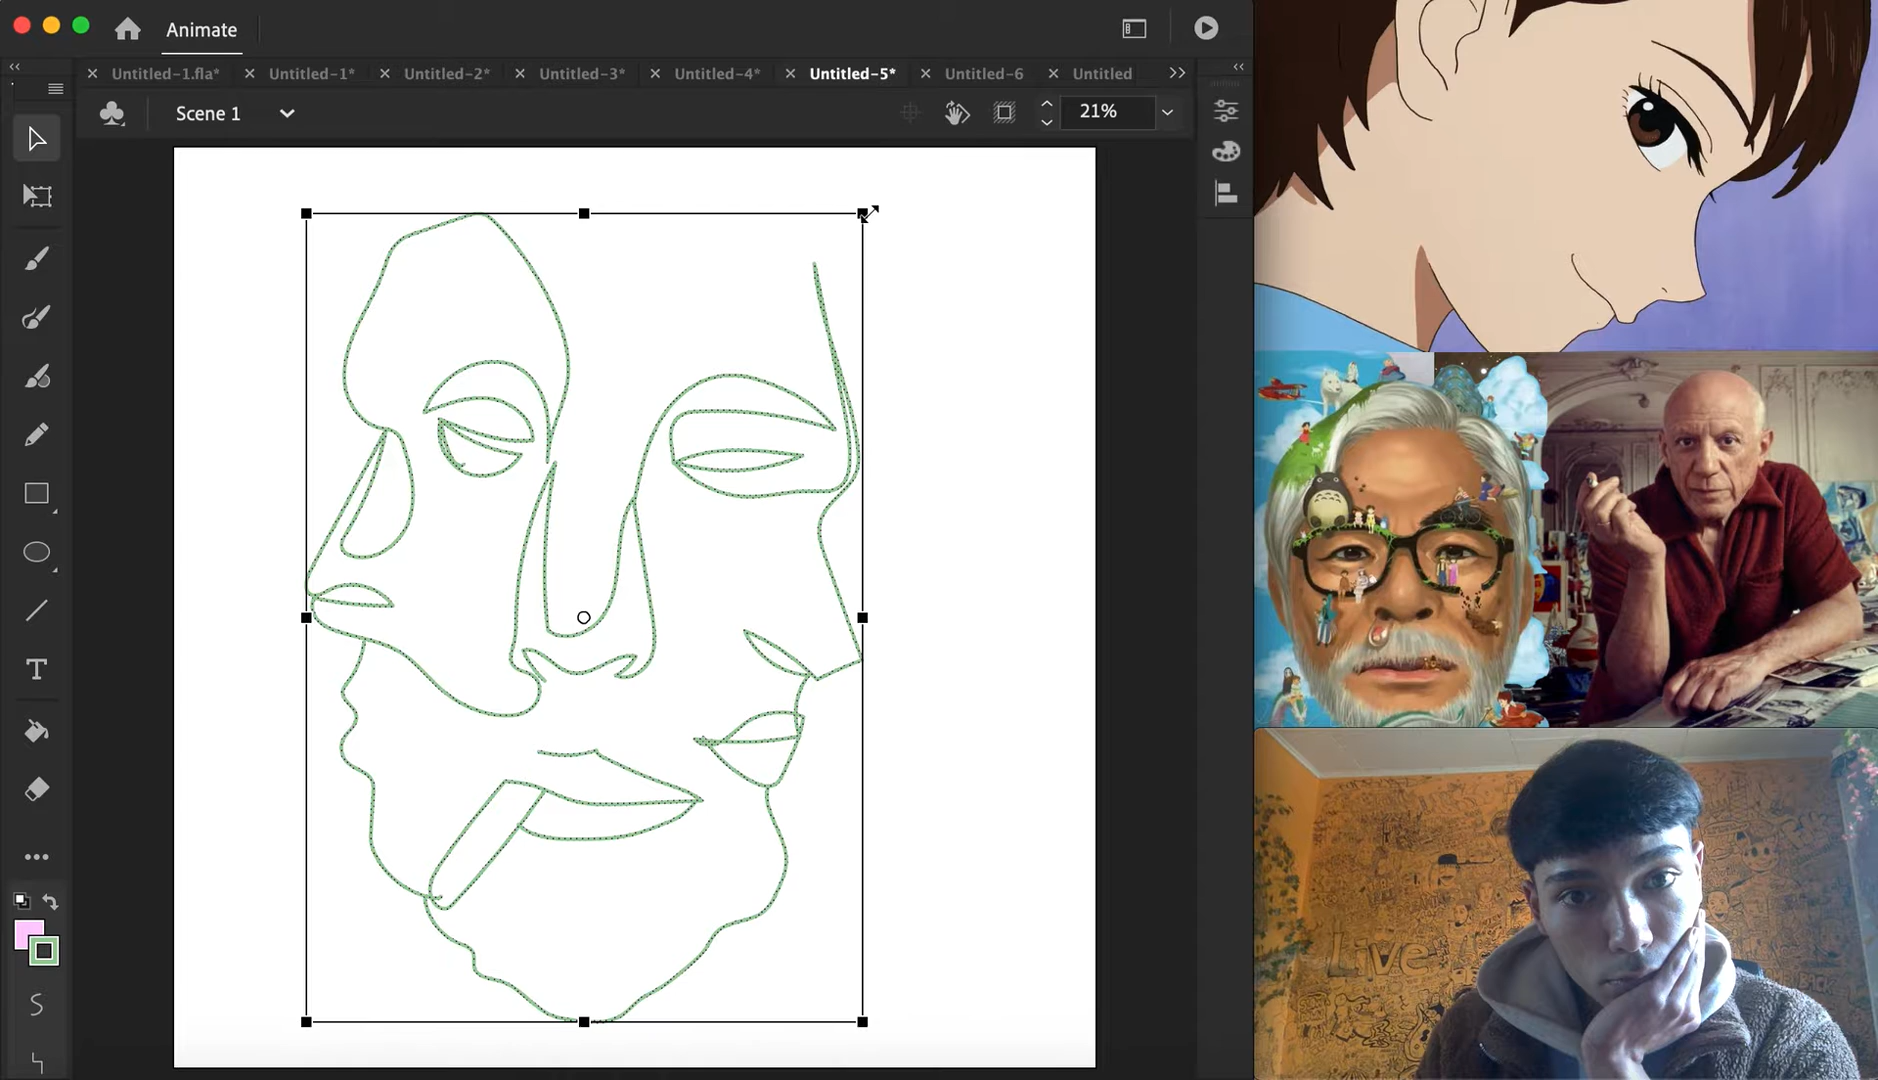 Animate
Untitled-1.fla* Untitled-1* Untitled-2* Untitled-3* Untitled-4* Untitled-5* Untitled-6 Untitled
Scene 1
21%
T
Live